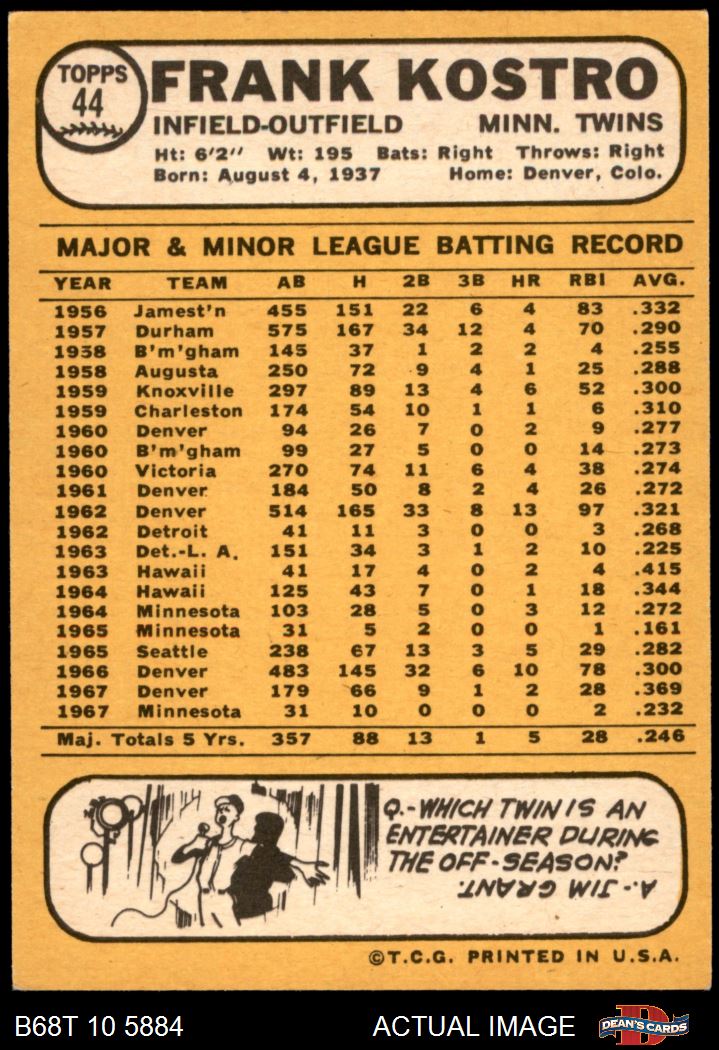 TOPPS
44
FRANK KOSTRO
INFIELD-OUTFIELD MINN. TWINS
Ht: 6'2" Wt: 195 Bats: Right Throws: Right
Born: August 4, 1937 Home: Denver, Colo.
MAJOR & MINOR LEAGUE BATTING RECORD
YEAR TEAM AB H 2B 3B HR RBI AVG.
1956 Jamest'n 455 151 22 6 4 83 .332
1957 Durham 575 167 34 12 4 70 .290
1958 B'm'gham 145 37 1 2 2 4 .255
1958 Augusta 250 72 9 4 1 25 .288
1959 Knoxville 297 89 13 4 6 52 .300
1959 Charleston 174 54 10 1 1 6 .310
1960 Denver 94 26 7 0 2 9 .277
1960 B'm'gham 99 27 5 0 0 14 .273
1960 Victoria 270 74 11 6 4 38 .274
1961 Denver 184 50 8 2 4 26 .272
1962 Denver 514 165 33 8 13 97 .321
1962 Detroit 41 11 3 0 0 3 .268
1963 Det.-L. A. 151 34 3 1 2 10 .225
1963 Hawaii 41 17 4 0 2 4 .415
1964 Hawaii 125 43 7 0 1 18 .344
1964 Minnesota 103 28 5 0 3 12 .272
1965 Minnesota 31 5 2 0 0 1 .161
1965 Seattle 238 67 13 3 5 29 .282
1966 Denver 483 145 32 6 10 78 .300
1967 Denver 179 66 9 1 2 28 .369
1967 Minnesota 31 10 0 0 0 2 .232
Maj. Totals 5 Yrs. 357 88 13 1 5 28 .246
Q.-WHICH TWIN IS AN
ENTERTAINER DURING
THE OFF-SEASON?
A.-JIM GRANT.
©T.C.G. PRINTED IN U.S.A.
B68T 10 5884 ACTUAL IMAGE
D
DEAN'S CARDS